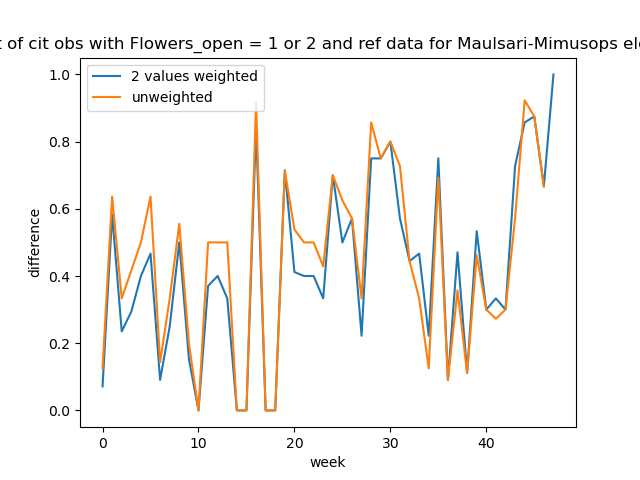 of cit obs with Flowers_open = 1 or 2 and ref data for Maulsari-Mimusops
2 values weighted
unweighted
1.0
0.8
0.6
0.4
0.2
0.0
difference
0
10
20
30
40
week